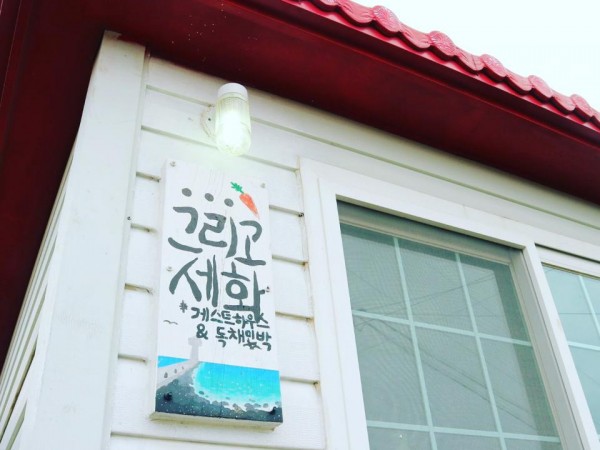 ...
그리고
세화
# 게스트하우스
& 독채민박